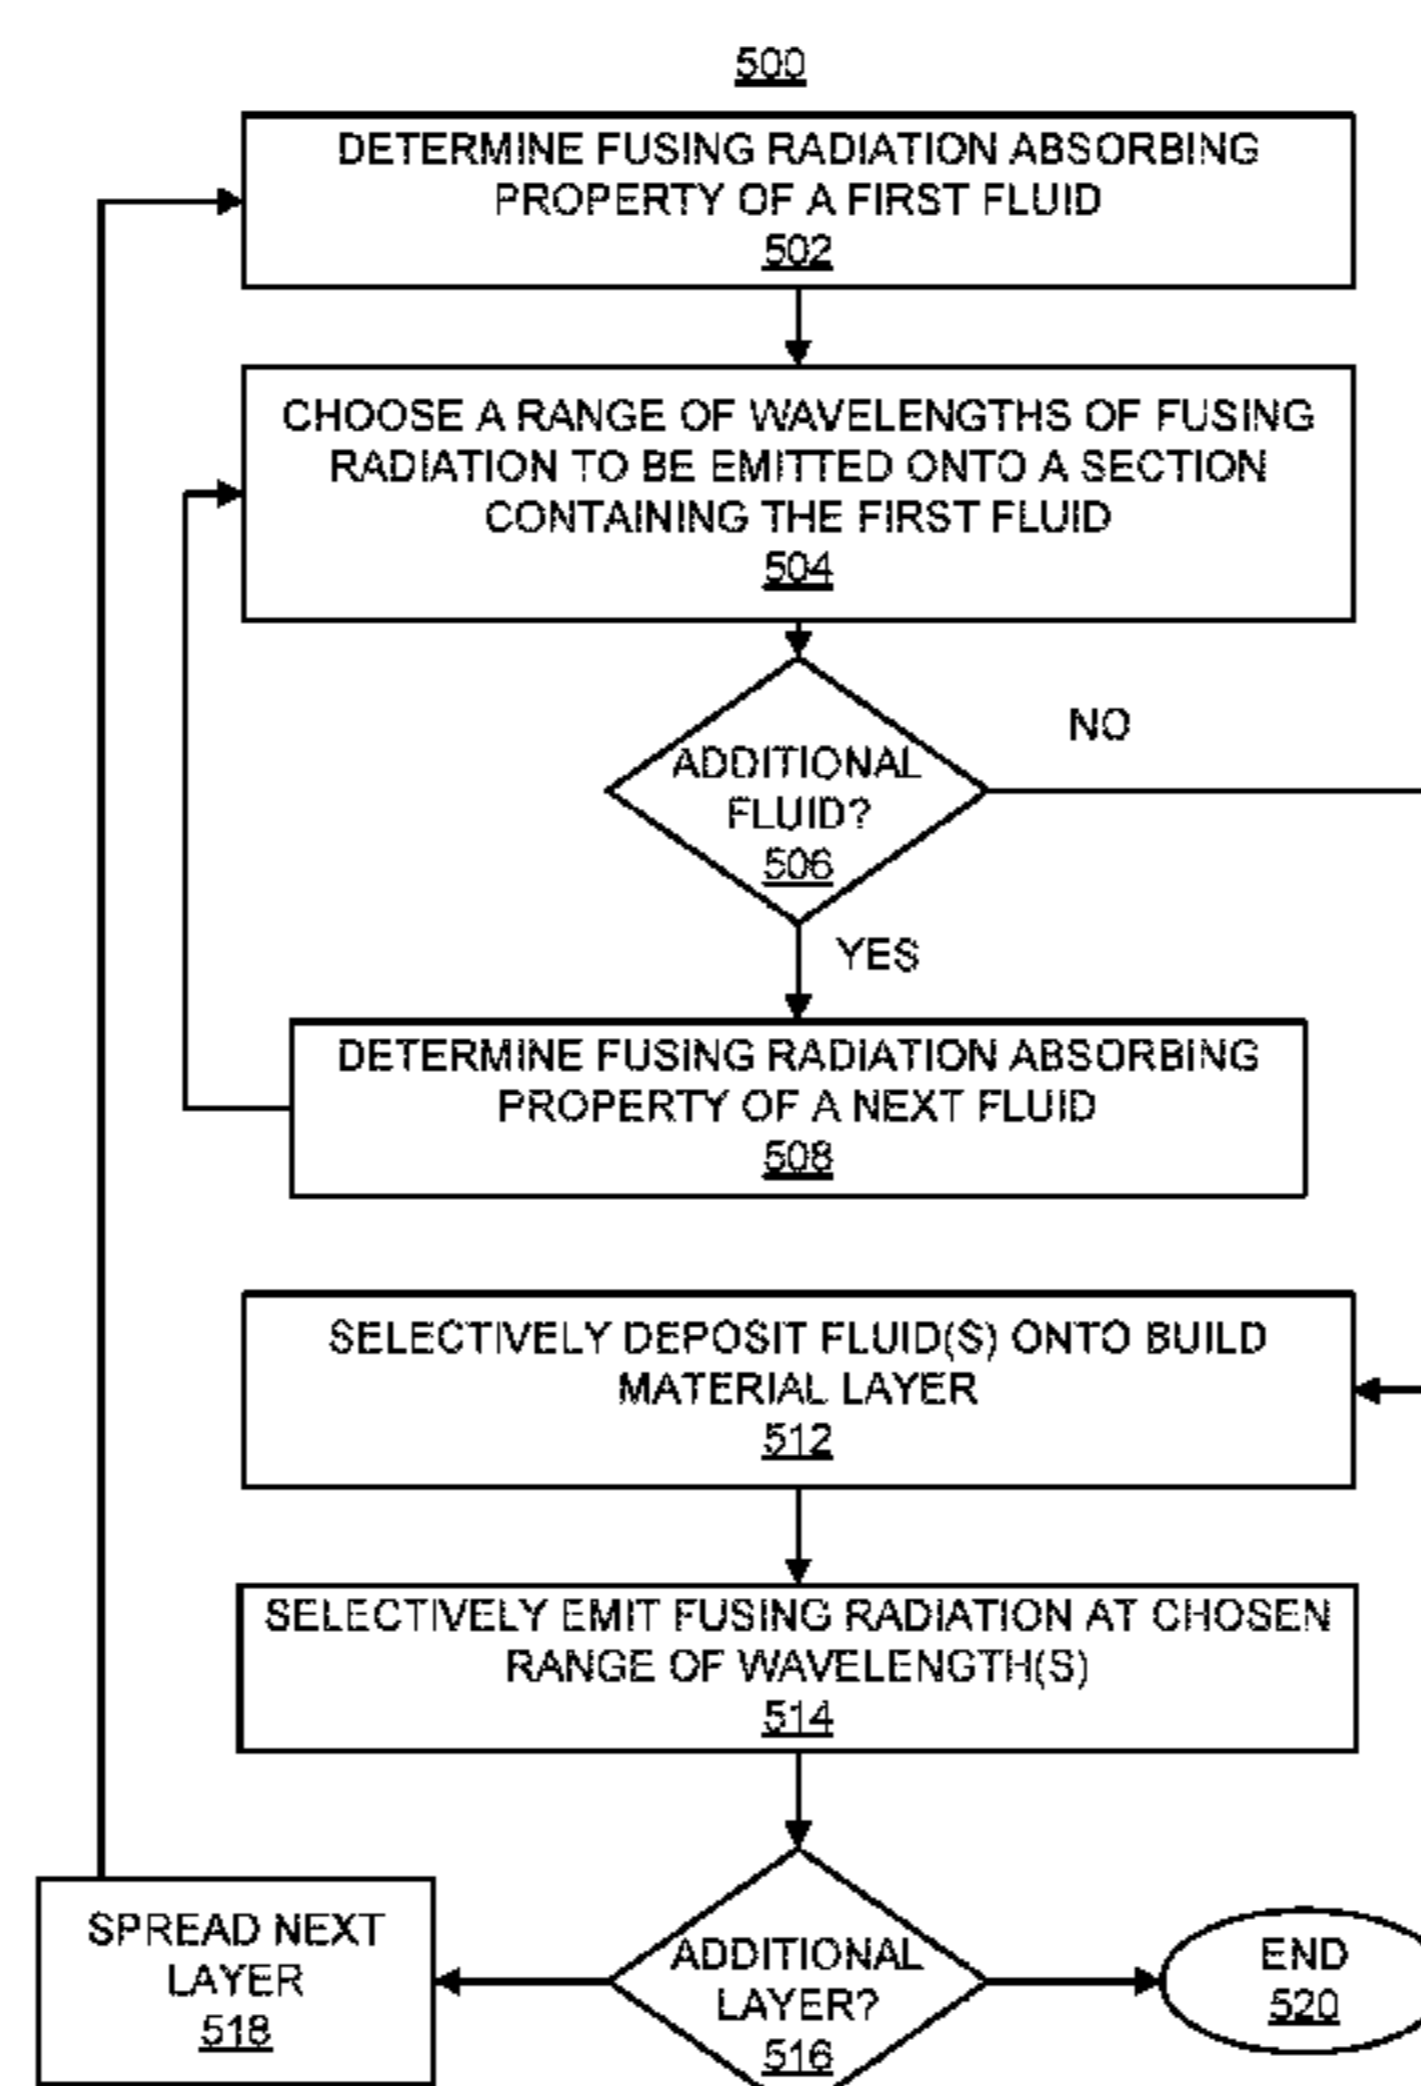 500
DETERMINE FUSING RADIATION ABSORBING
PROPERTY OF A FIRST FLUID
502
CHOOSE A RANGE OF WAVELENGTHS OF FUSING
RADIATION TO BE EMITTED ONTO A SECTION
CONTAINING THE FIRST FLUID
504
NO
ADDITIONAL
FLUID?
506
YES
DETERMINE FUSING RADIATION ABSORBING
PROPERTY OF A NEXT FLUID
508
SELECTIVELY DEPOSIT FLUID(S) ONTO BUILD
MATERIAL LAYER
512
SELECTIVELY EMIT FUSING RADIATION AT CHOSEN
RANGE OF WAVELENGTH(S)
514
SPREAD NEXT
LAYER
518
ADDITIONAL
LAYER?
516
END
520